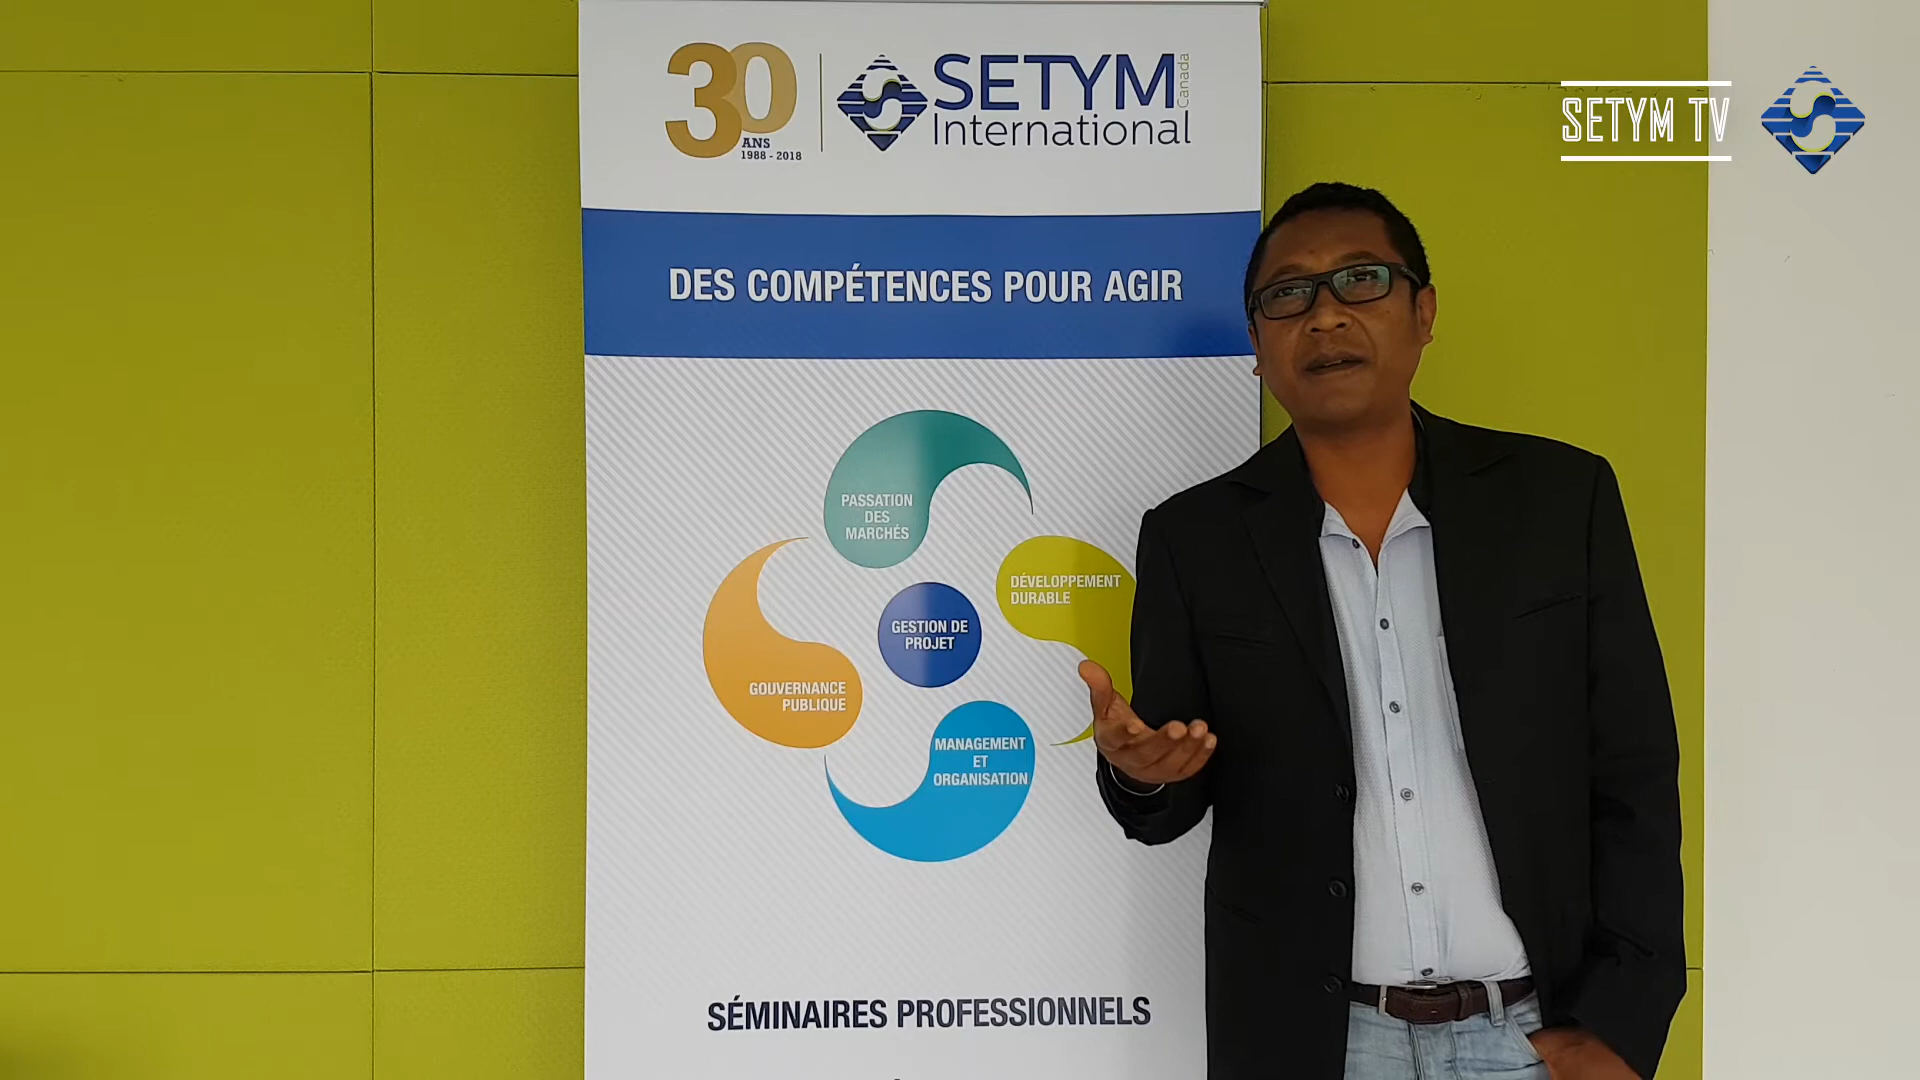 30
ANS
1988 - 2018
SETYM
Canada
International
SETYM TV
DES COMPÉTENCES POUR AGIR
PASSATION
DES
MARCHÉS
DÉVELOPPEMENT
DURABLE
GESTION DE
PROJET
GOUVERNANCE
PUBLIQUE
MANAGEMENT
ET
ORGANISATION
SÉMINAIRES PROFESSIONNELS